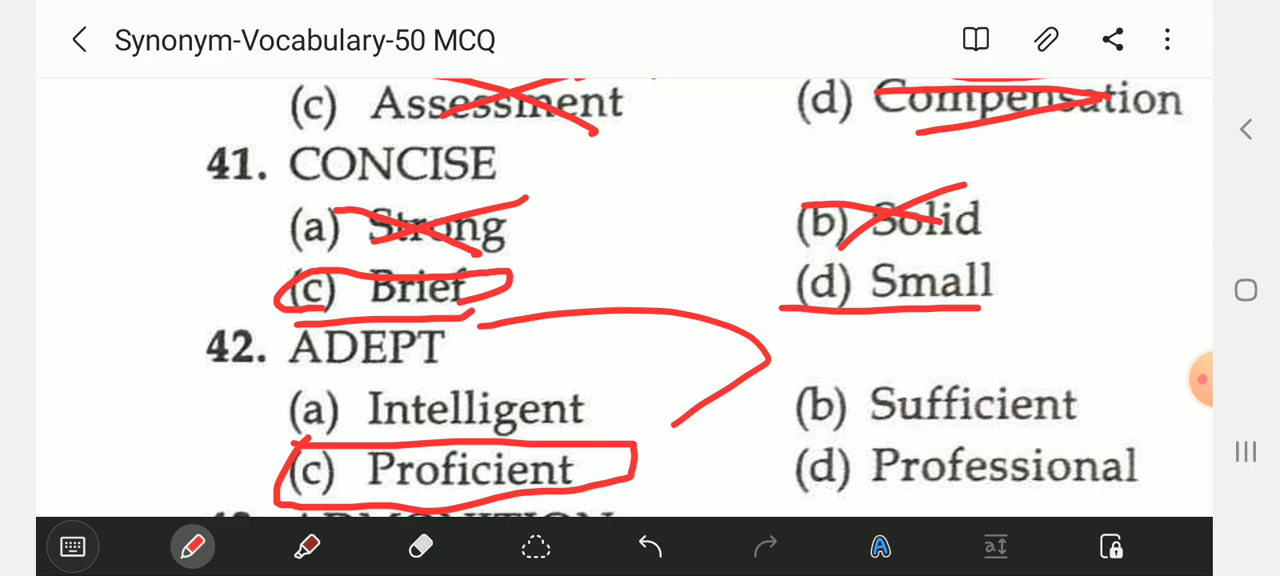 Synonym-Vocabulary-50 MCQ
(c) Assessment (d) Compensation
41. CONCISE
(a) Strong (b) Solid
(c) Brief (d) Small
42. ADEPT
(a) Intelligent (b) Sufficient
(c) Proficient (d) Professional